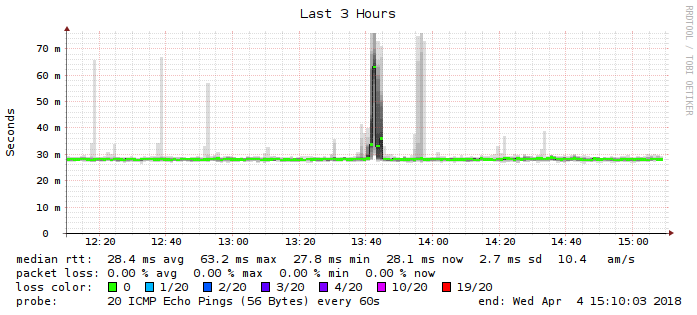 Last 3 Hours
RRDTOOL / TOBI OETIKER
Seconds
70 m
60 m
50 m
40 m
30 m
20 m
10 m
0
12:20 12:40 13:00 13:20 13:40 14:00 14:20 14:40 15:00
median rtt: 28.4 ms avg 63.2 ms max 27.8 ms min 28.1 ms now 2.7 ms sd 10.4 am/s
packet loss: 0.00 % avg 0.00 % max 0.00 % min 0.00 % now
loss color: 0 1/20 2/20 3/20 4/20 10/20 19/20
probe: 20 ICMP Echo Pings (56 Bytes) every 60s end: Wed Apr 4 15:10:03 2018